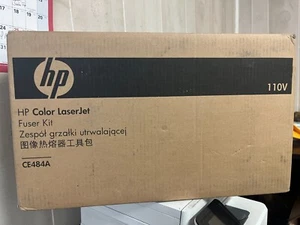 hp
110V
HP Color LaserJet
Fuser Kit
Zespół grzałki utrwalającej
图像热熔器工具包
CE484A